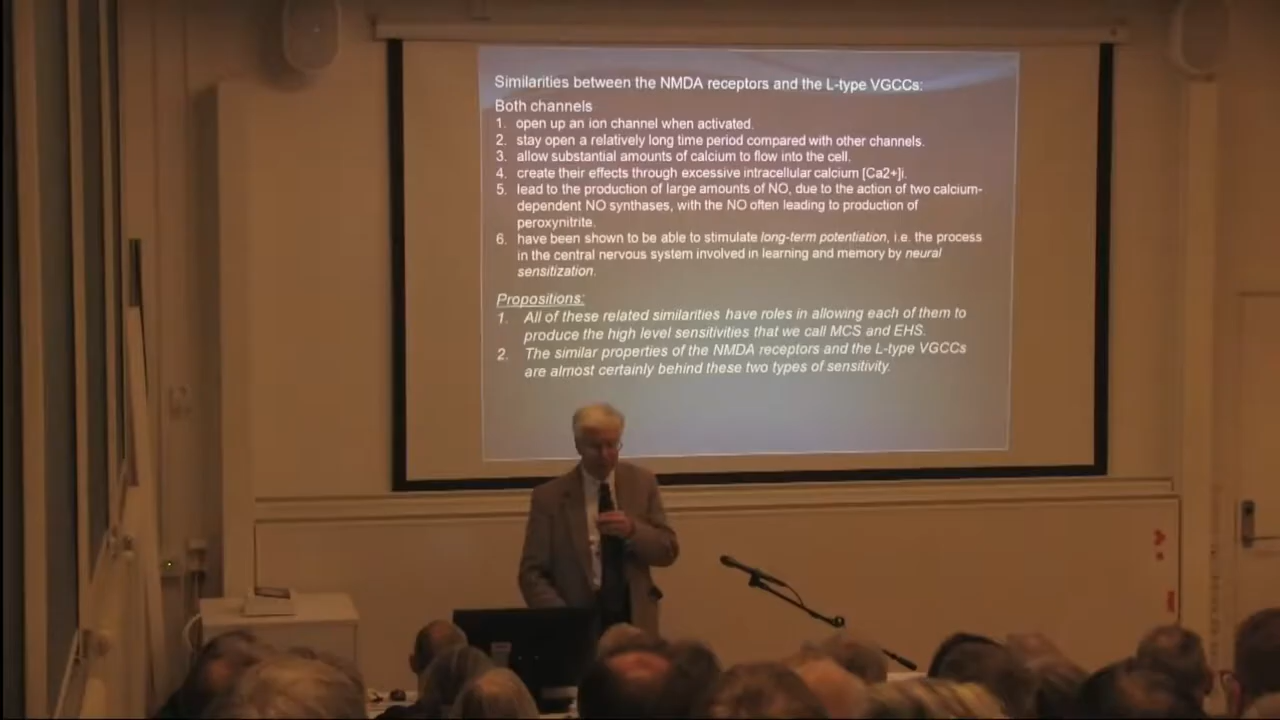 Similarities between the NMDA receptors and the L-type VGCCs:
Both channels
1. open up an ion channel when activated.
2. stay open a relatively long time period compared with other channels.
3. allow substantial amounts of calcium to flow into the cell.
4. create their effects through excessive intracellular calcium [Ca2+]i.
5. lead to the production of large amounts of NO, due to the action of two calcium-
dependent NO synthases, with the NO often leading to production of
peroxynitrite.
6. have been shown to be able to stimulate long-term potentiation, i.e. the process
in the central nervous system involved in learning and memory by neural
sensitization.
Propositions:
1. All of these related similarities have roles in allowing each of them to
produce the high level sensitivities that we call MCS and EHS.
2. The similar properties of the NMDA receptors and the L-type VGCCs
are almost certainly behind these two types of sensitivity.